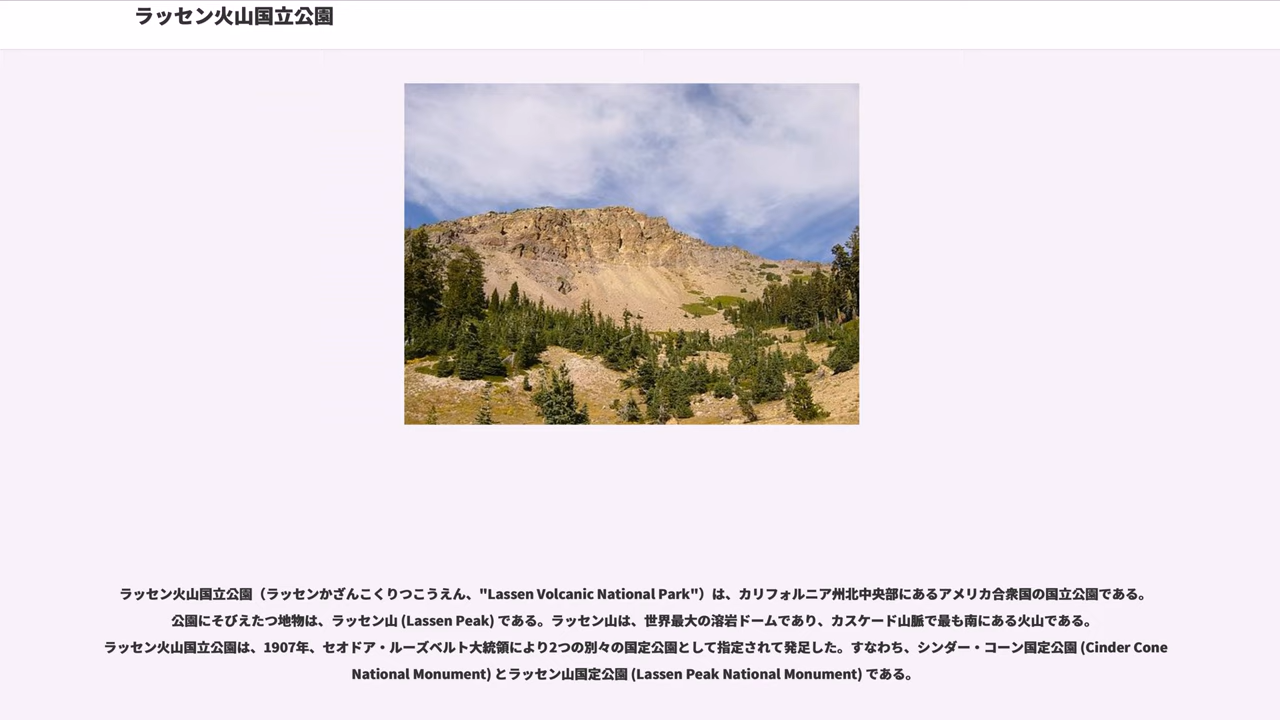 ラッセン火山国立公園
ラッセン火山国立公園（ラッセンかざんこくりつこうえん、"Lassen Volcanic National Park"）は、カリフォルニア州北中央部にあるアメリカ合衆国の国立公園である。
公園にそびえたつ地物は、ラッセン山 (Lassen Peak) である。ラッセン山は、世界最大の溶岩ドームであり、カスケード山脈で最も南にある火山である。
ラッセン火山国立公園は、1907年、セオドア・ルーズベルト大統領により2つの別々の国定公園として指定されて発足した。すなわち、シンダー・コーン国定公園 (Cinder Cone
National Monument) とラッセン山国定公園 (Lassen Peak National Monument) である。